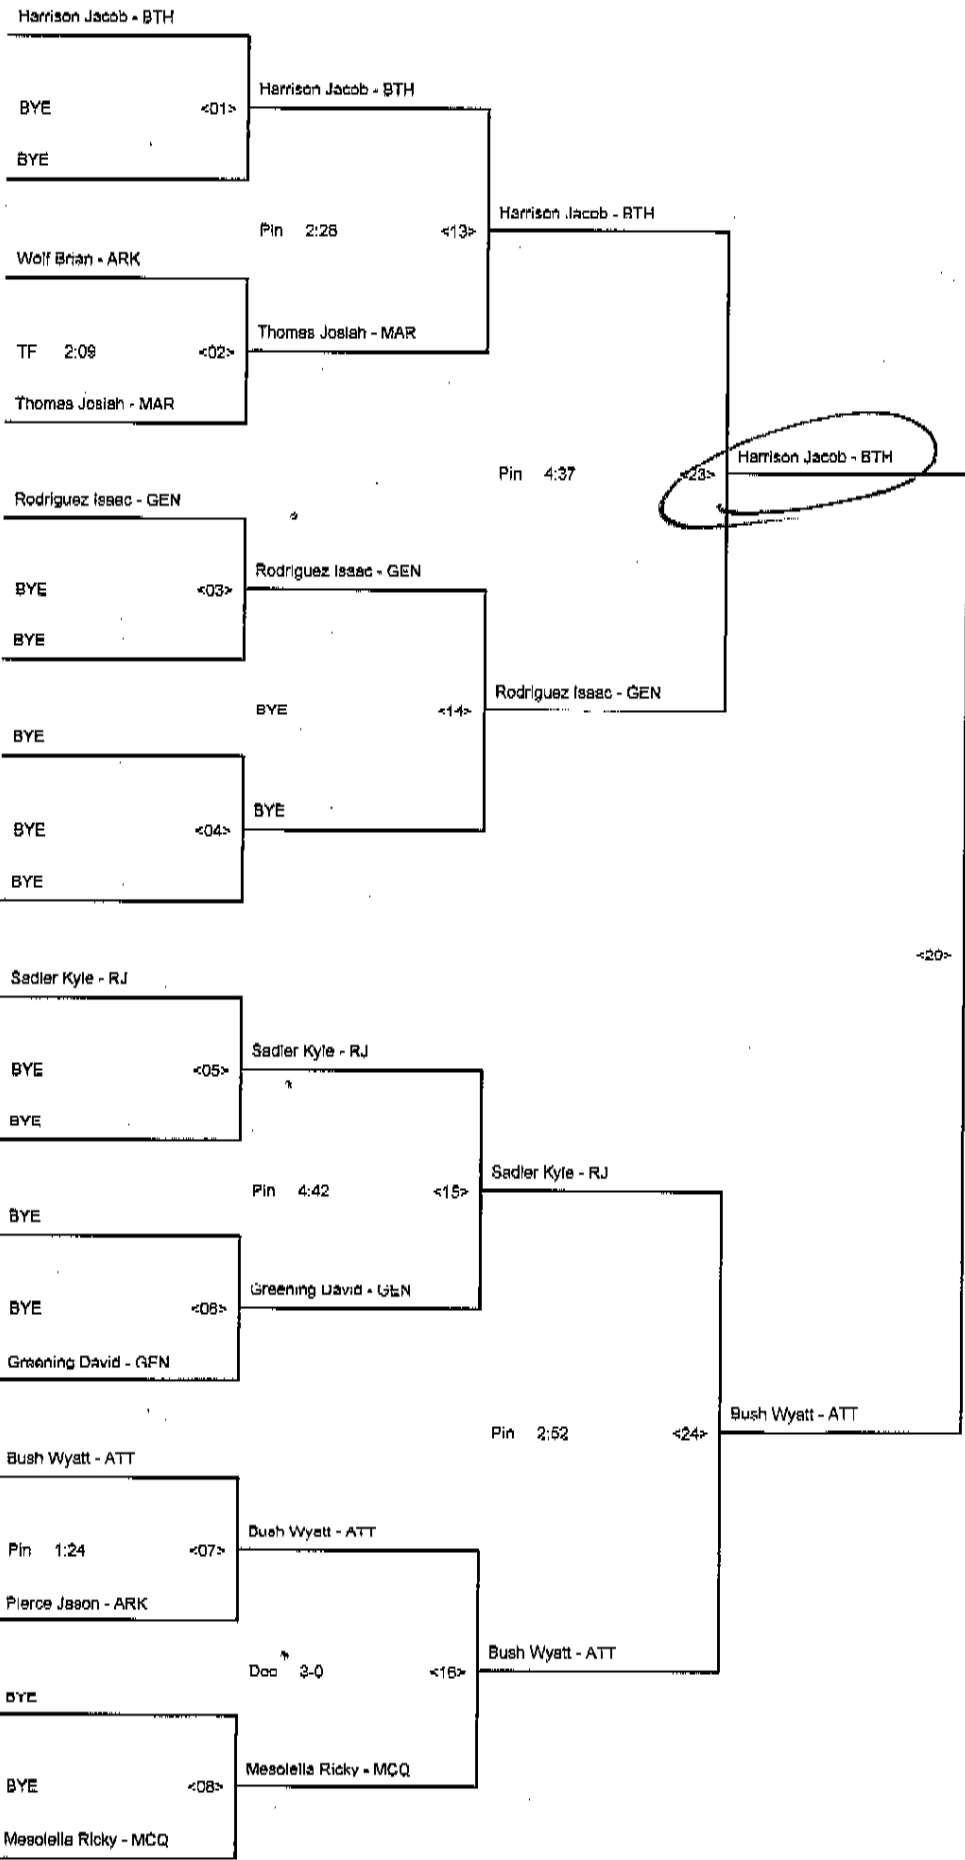 Harrison Jacob - BTH
Harrison Jacob - BTH
BYE <01>
BYE
Harrison Jacob - BTH
Pin 2:28 <13>
Wolf Brian - ARK
Thomas Josiah - MAR
TF 2:09 <02>
Thomas Josiah - MAR
Harrison Jacob - BTH
Pin 4:37 <23>
Rodriguez Isaac - GEN
Rodriguez Isaac - GEN
BYE <03>
BYE
Rodriguez Isaac - GEN
BYE <14>
BYE
BYE
BYE <04>
BYE
<20>
Sadler Kyle - RJ
Sadler Kyle - RJ
BYE <05>
BYE
Sadler Kyle - RJ
Pin 4:42 <15>
BYE
Greening David - GEN
BYE <06>
Greening David - GEN
Bush Wyatt - ATT
Pin 2:52 <24>
Bush Wyatt - ATT
Bush Wyatt - ATT
Pin 1:24 <07>
Pierce Jason - ARK
Bush Wyatt - ATT
Dec 3-0 <16>
BYE
Mesolella Ricky - MCQ
BYE <08>
Mesolella Ricky - MCQ